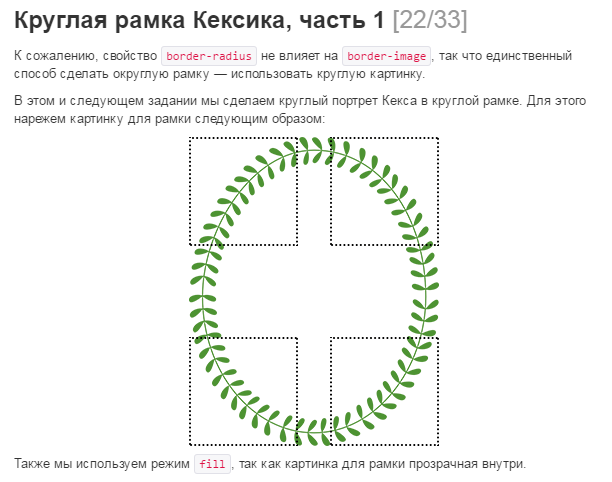 Круглая рамка Кексика, часть 1 [22/33]
К сожалению, свойство border-radius не влияет на border-image, так что единственный
способ сделать округлую рамку — использовать круглую картинку.
В этом и следующем задании мы сделаем круглый портрет Кекса в круглой рамке. Для этого
нарежем картинку для рамки следующим образом:
Также мы используем режим fill, так как картинка для рамки прозрачная внутри.